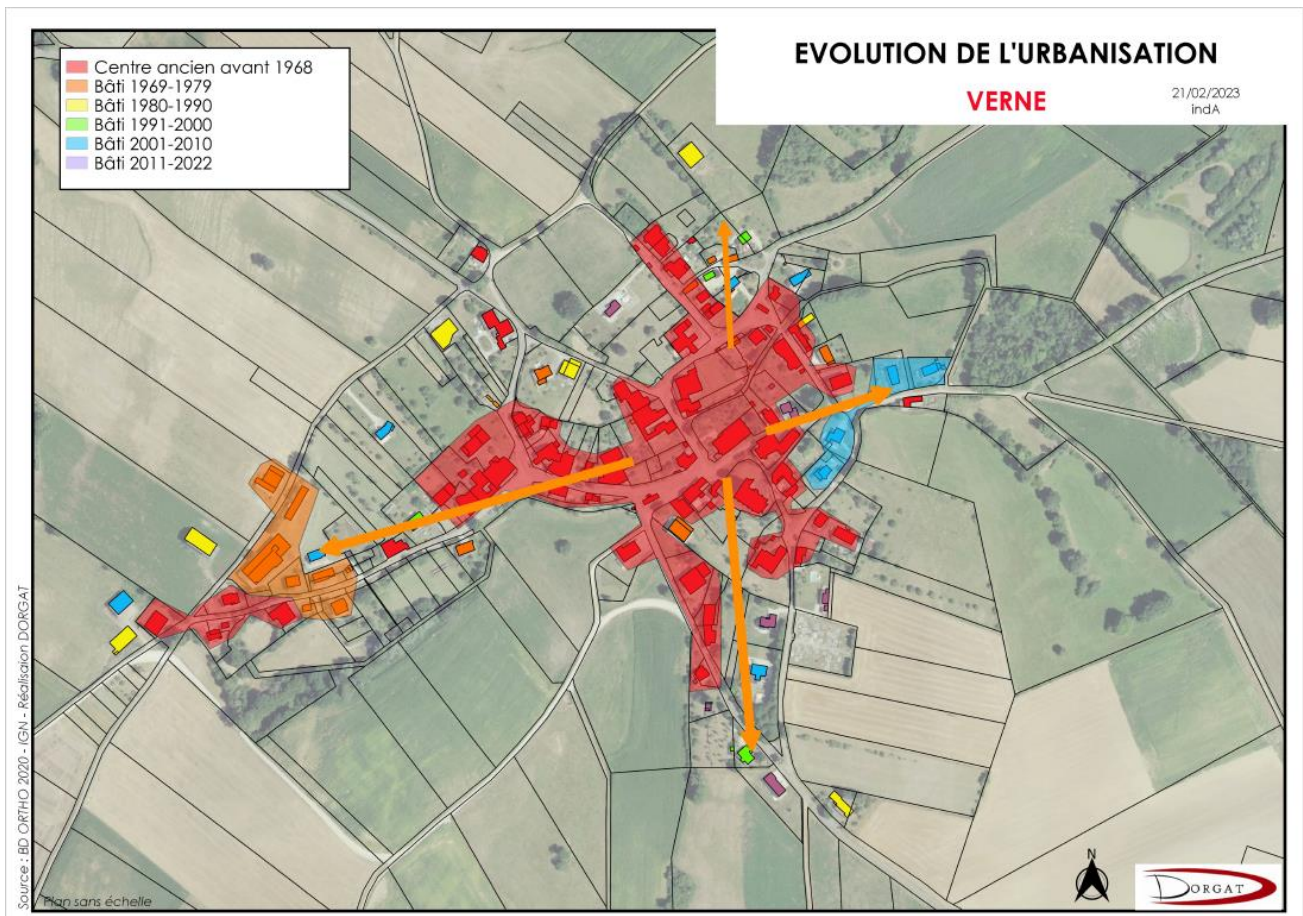 EVOLUTION DE L'URBANISATION
VERNE
21/02/2023
indA
Centre ancien avant 1968
Bâti 1969-1979
Bâti 1980-1990
Bâti 1991-2000
Bâti 2001-2010
Bâti 2011-2022
Source : BD ORTHO 2020 - IGN - Réalisaion DORGAT
Plan sans échelle
N
DORGAT